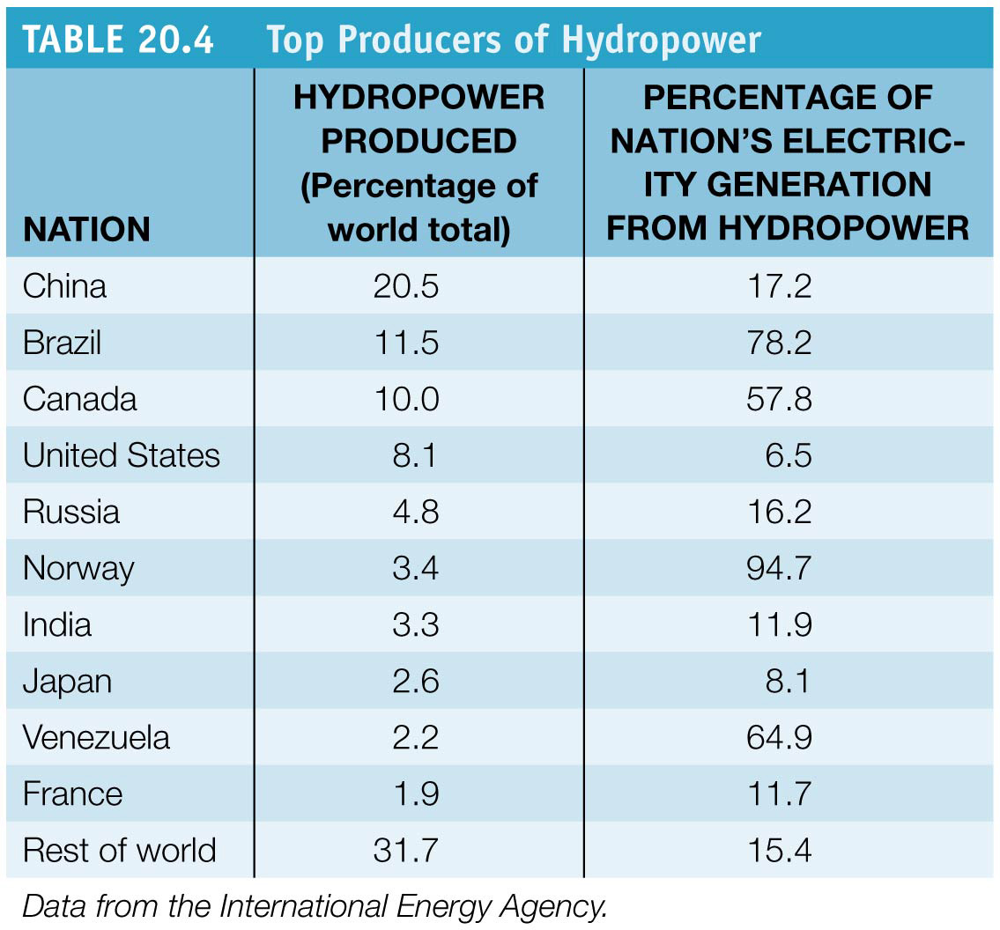 TABLE 20.4 Top Producers of Hydropower
NATION
HYDROPOWER
PRODUCED
(Percentage of
world total)
PERCENTAGE OF
NATION’S ELECTRIC-
ITY GENERATION
FROM HYDROPOWER
China 20.5 17.2
Brazil 11.5 78.2
Canada 10.0 57.8
United States 8.1 6.5
Russia 4.8 16.2
Norway 3.4 94.7
India 3.3 11.9
Japan 2.6 8.1
Venezuela 2.2 64.9
France 1.9 11.7
Rest of world 31.7 15.4
Data from the International Energy Agency.